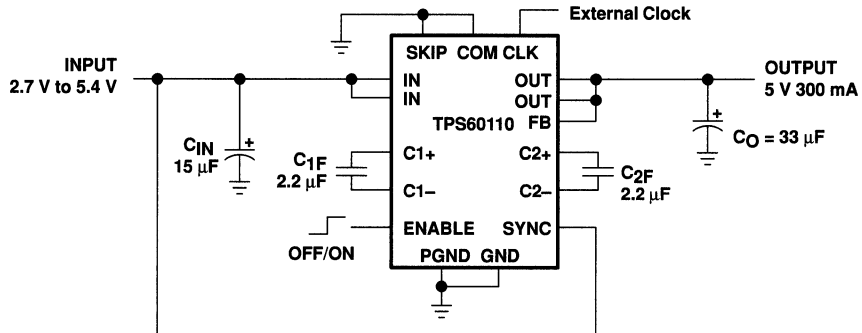 External Clock
INPUT
2.7 V to 5.4 V
SKIP COM CLK
IN OUT
IN OUT
TPS60110 FB
OUTPUT
5 V 300 mA
CIN
15 μF
+
CO = 33 μF
+
C1F
2.2 μF
C1+ C2+
C1– C2–
C2F
2.2 μF
ENABLE SYNC
OFF/ON
PGND GND